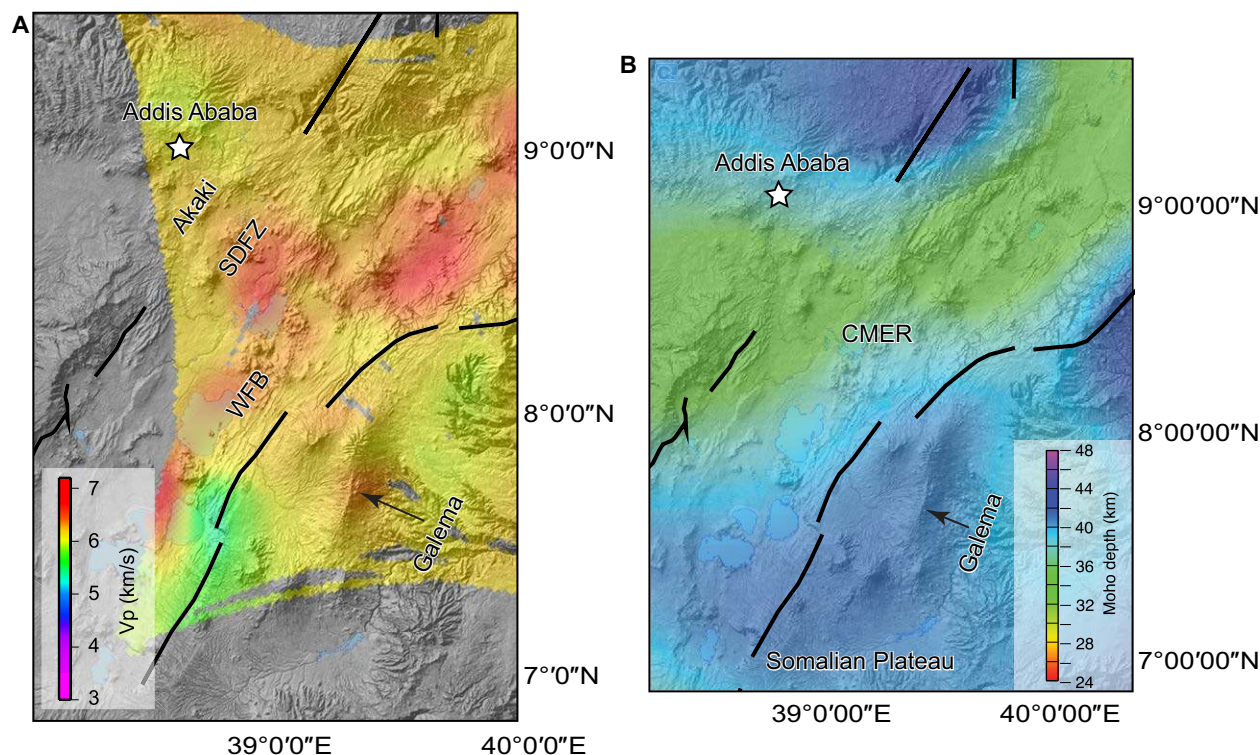 A
Addis Ababa
Akaki
SDFZ
WFB
Galema
Vp (km/s)
7
6
5
4
3
9°0′0″N
8°0′0″N
7°0′0″N
39°0′0″E
40°0′0″E
B
Addis Ababa
CMER
Galema
Somalian Plateau
Moho depth (km)
48
44
40
36
32
28
24
9°00′00″N
8°00′00″N
7°00′00″N
39°0′00″E
40°0′00″E